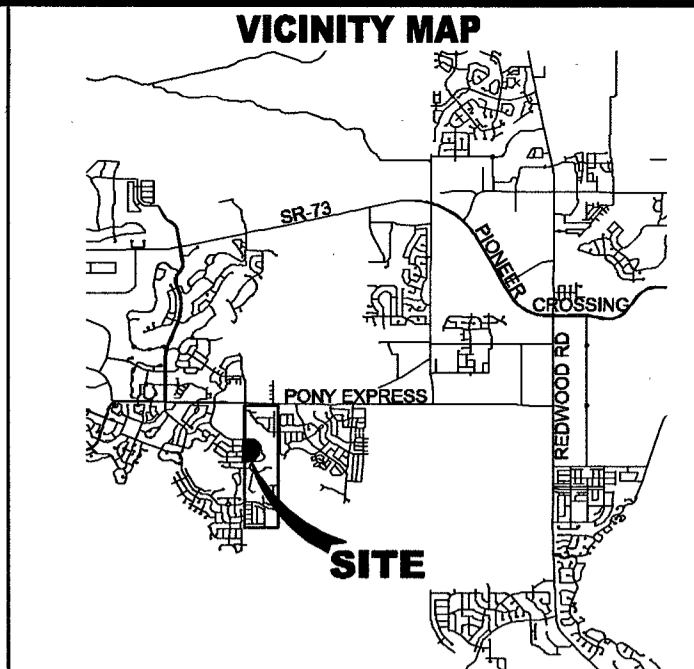 VICINITY MAP
SR-73
PIONEER
CROSSING
REDWOOD RD
PONY EXPRESS
SITE